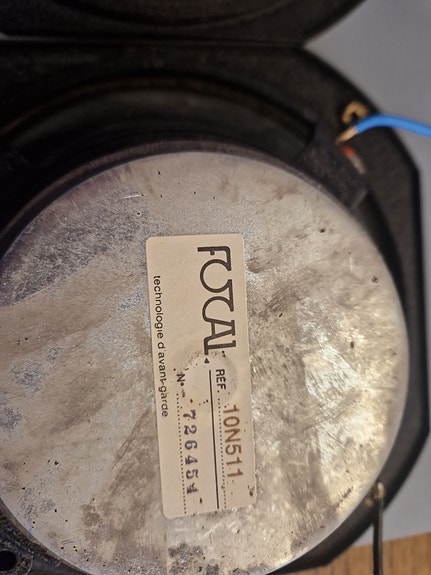 FOCAL
technologie d'avant-garde
REF. 10N511
N° 726454